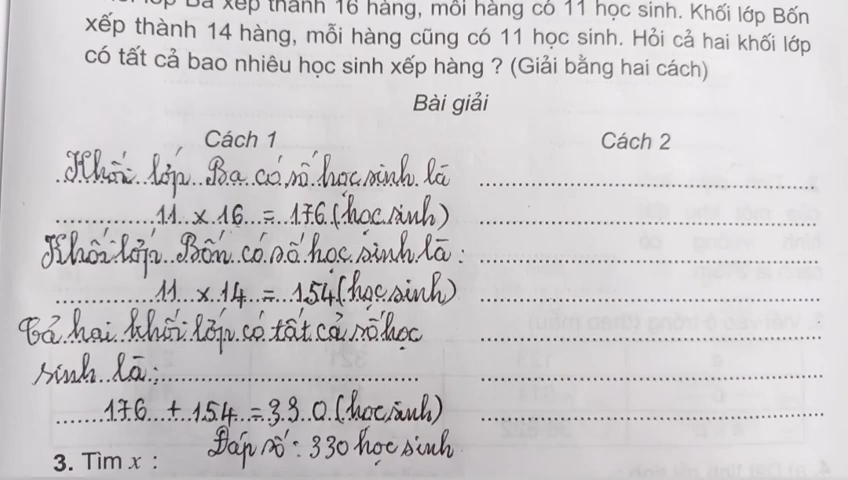 Ba xếp thành 16 hàng, mỗi hàng có 11 học sinh. Khối lớp Bốn
xếp thành 14 hàng, mỗi hàng cũng có 11 học sinh. Hỏi cả hai khối lớp
có tất cả bao nhiêu học sinh xếp hàng ? (Giải bằng hai cách)
Bài giải
Cách 1
Khối lớp Ba có số học sinh là
11 x 16 = 176 (học sinh)
Khối lớp Bốn có số học sinh là :
11 x 14 = 154 (học sinh)
Cả hai khối lớp có tất cả số học
sinh là :
176 + 154 = 330 (học sinh)
Đáp số : 330 học sinh
Cách 2
3. Tìm x :